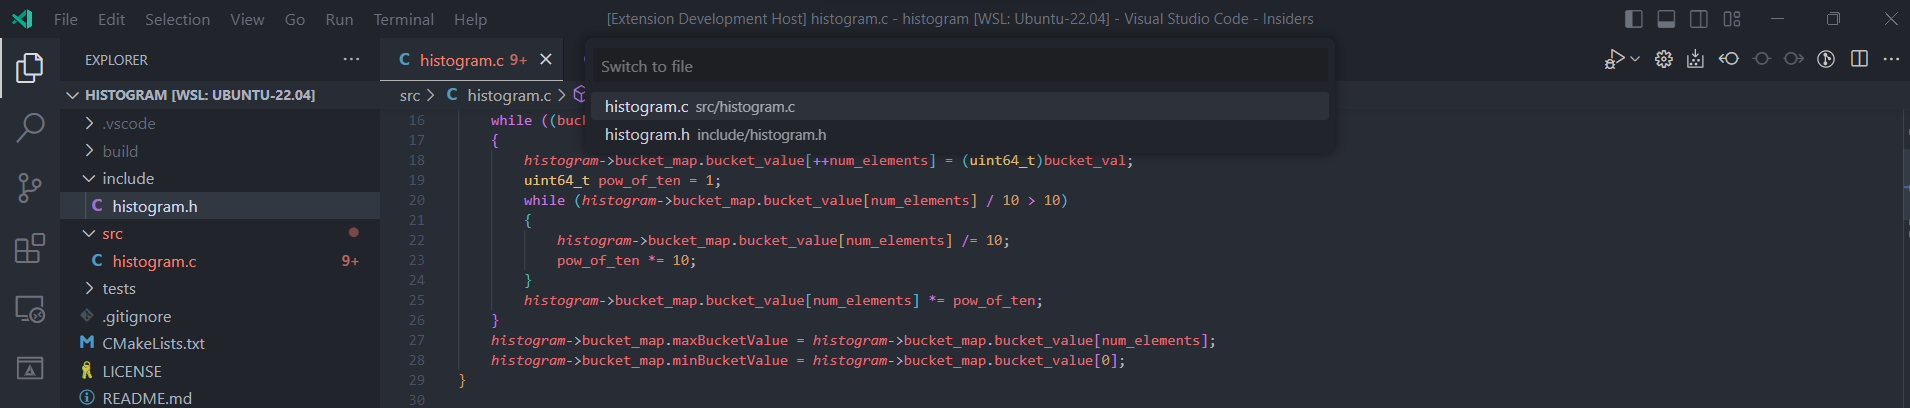 File Edit Selection View Go Run Terminal Help
[Extension Development Host] histogram.c - histogram [WSL: Ubuntu-22.04] - Visual Studio Code - Insiders
EXPLORER
C histogram.c 9+
Switch to file
HISTOGRAM [WSL: UBUNTU-22.04]
src > C histogram.c >
histogram.c src/histogram.c
histogram.h include/histogram.h
.vscode
build
include
C histogram.h
src
C histogram.c 9+
tests
.gitignore
M CMakeLists.txt
LICENSE
README.md
16 while ((buc
17 {
18 histogram->bucket_map.bucket_value[++num_elements] = (uint64_t)bucket_val;
19 uint64_t pow_of_ten = 1;
20 while (histogram->bucket_map.bucket_value[num_elements] / 10 > 10)
21 {
22 histogram->bucket_map.bucket_value[num_elements] /= 10;
23 pow_of_ten *= 10;
24 }
25 histogram->bucket_map.bucket_value[num_elements] *= pow_of_ten;
26 }
27 histogram->bucket_map.maxBucketValue = histogram->bucket_map.bucket_value[num_elements];
28 histogram->bucket_map.minBucketValue = histogram->bucket_map.bucket_value[0];
29 }
30